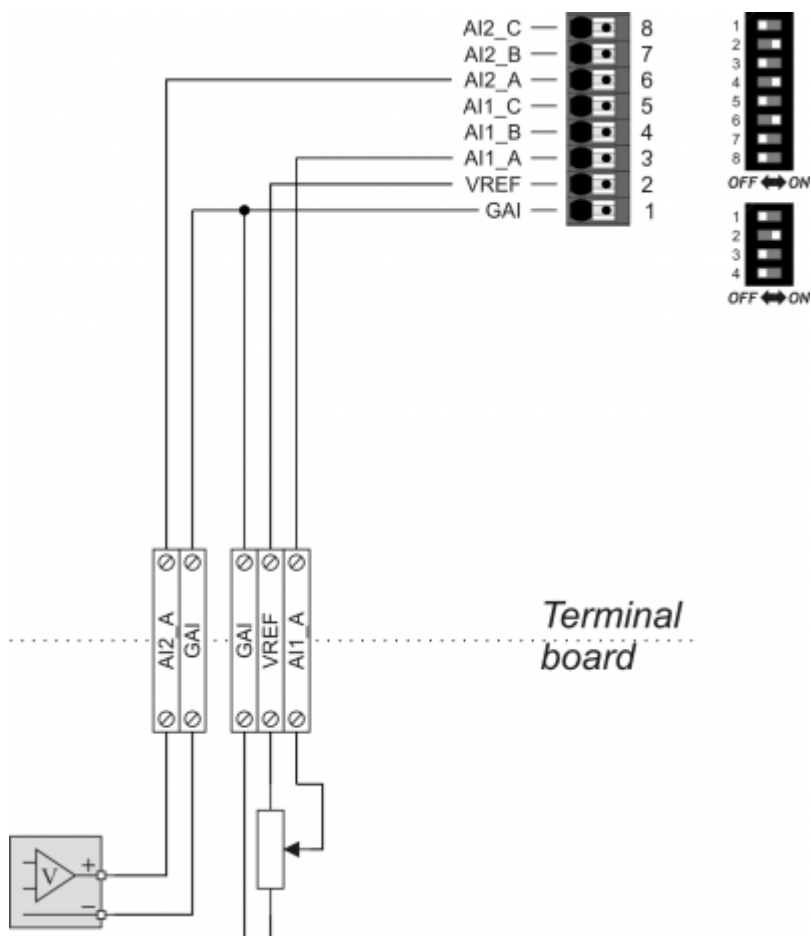 AI2_C 8
AI2_B 7
AI2_A 6
AI1_C 5
AI1_B 4
AI1_A 3
VREF 2
GAI 1
1
2
3
4
5
6
7
8
OFF ON
1
2
3
4
OFF ON
AI2_A
GAI
GAI
VREF
AI1_A
Terminal
board
V
+
−